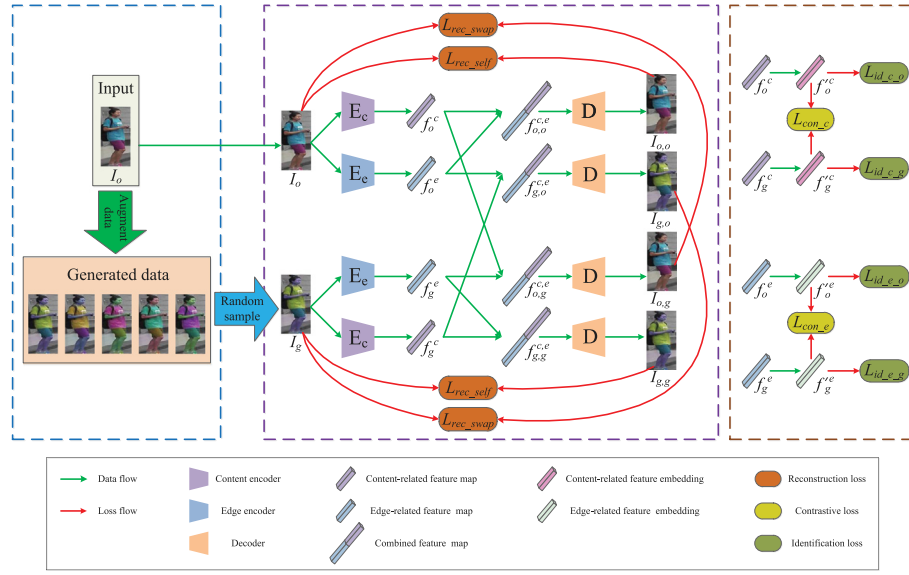 Input
I_o
Augment
data
Generated data
Random
sample
L_rec_swap
L_rec_self
I_o
E_c
f_o^c
f_{o,o}^{c,e}
D
I_{o,o}
E_e
f_o^e
f_{g,o}^{c,e}
D
I_{g,o}
I_g
E_e
f_g^e
f_{o,g}^{c,e}
D
I_{o,g}
E_c
f_g^c
f_{g,g}^{c,e}
D
I_{g,g}
L_rec_self
L_rec_swap
f_o^c
f'_o^c
L_id_c_o
L_con_c
f_g^c
f'_g^c
L_id_c_g
f_o^e
f'_o^e
L_id_e_o
L_con_e
f_g^e
f'_g^e
L_id_e_g
Data flow
Content encoder
Content-related feature map
Content-related feature embedding
Reconstruction loss
Loss flow
Edge encoder
Edge-related feature map
Edge-related feature embedding
Contrastive loss
Decoder
Combined feature map
Identification loss